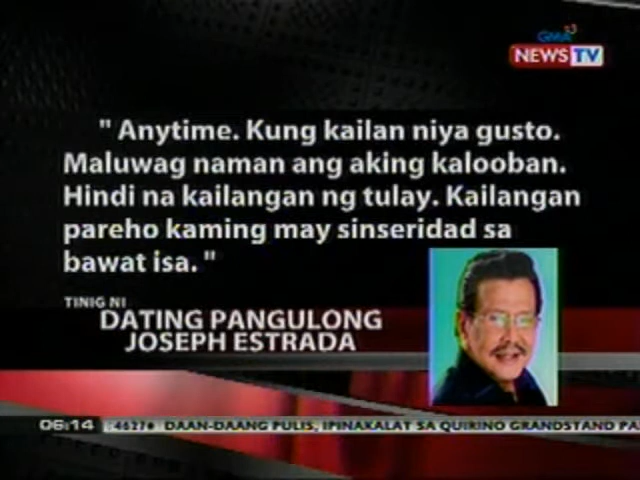 GMA
NEWS TV
" Anytime. Kung kailan niya gusto.
Maluwag naman ang aking kalooban.
Hindi na kailangan ng tulay. Kailangan
pareho kaming may sinseridad sa
bawat isa. "
TINIG NI
DATING PANGULONG
JOSEPH ESTRADA
06:14 DAAN-DAANG PULIS, IPINAKALAT SA QUIRINO GRANDSTAND